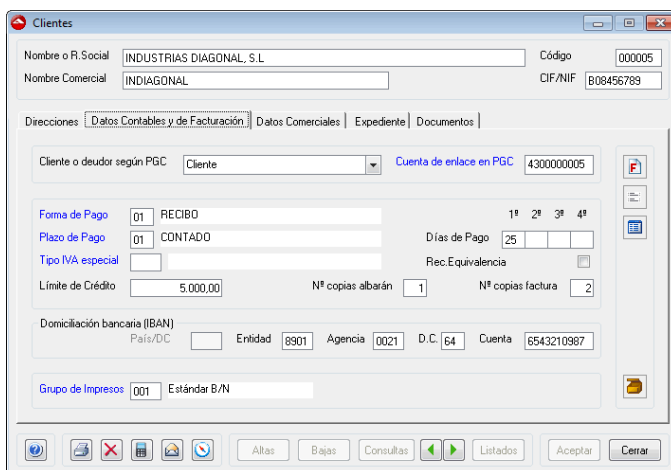 Clientes
Nombre o R.Social INDUSTRIAS DIAGONAL, S.L Código 000005
Nombre Comercial INDIAGONAL CIF/NIF B08456789
Direcciones Datos Contables y de Facturación Datos Comerciales Expediente Documentos
Cliente o deudor según PGC Cliente Cuenta de enlace en PGC 4300000005
Forma de Pago 01 RECIBO 1º 2º 3º 4º
Plazo de Pago 01 CONTADO Días de Pago 25
Tipo IVA especial Rec.Equivalencia
Límite de Crédito 5.000,00 Nº copias albarán 1 Nº copias factura 2
Domiciliación bancaria (IBAN)
País/DC Entidad 8901 Agencia 0021 D.C. 64 Cuenta 6543210987
Grupo de Impresos 001 Estándar B/N
Altas Bajas Consultas Listados Aceptar Cerrar